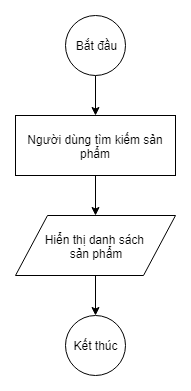 Bắt đầu
Người dùng tìm kiếm sản
phẩm
Hiển thị danh sách
sản phẩm
Kết thúc